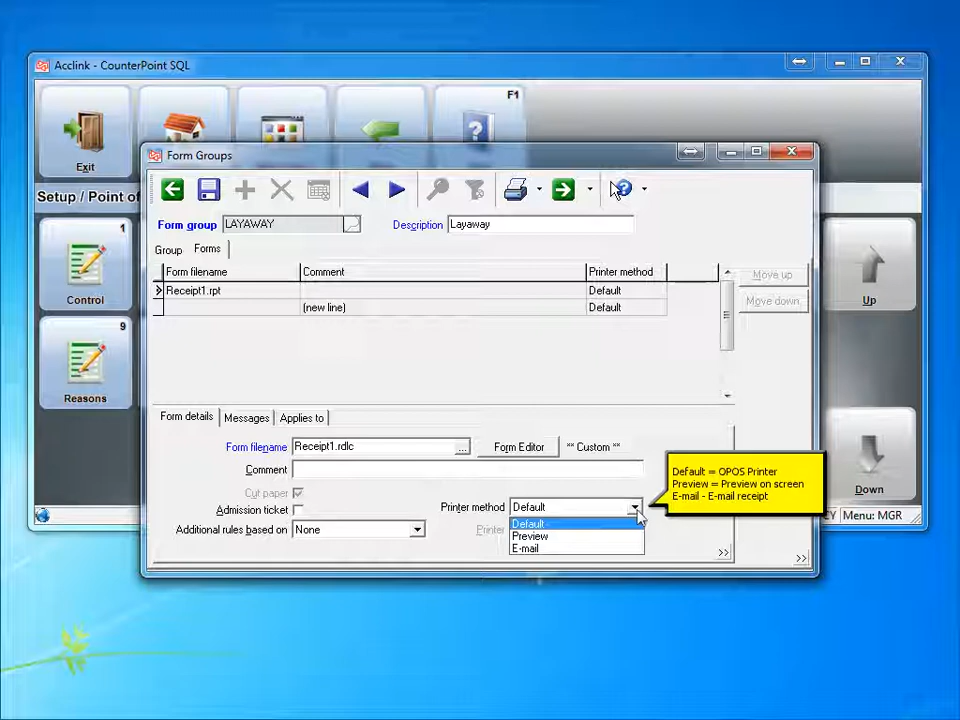 Acclink - CounterPoint SQL
F1
Exit
Form Groups
Setup / Point of
Form group LAYAWAY Description Layaway
Group Forms
1
Control
9
Reasons
Form filename Comment Printer method
Receipt1.rpt Default
(new line) Default
Move up
Move down
Up
Down
Form details Messages Applies to
Form filename Receipt1.rdlc ... Form Editor ** Custom **
Comment
Cut paper
Admission ticket
Printer method Default
Additional rules based on None
Printer
Default
Preview
E-mail
Default = OPOS Printer
Preview = Preview on screen
E-mail - E-mail receipt
>>
>>
CY Menu: MGR